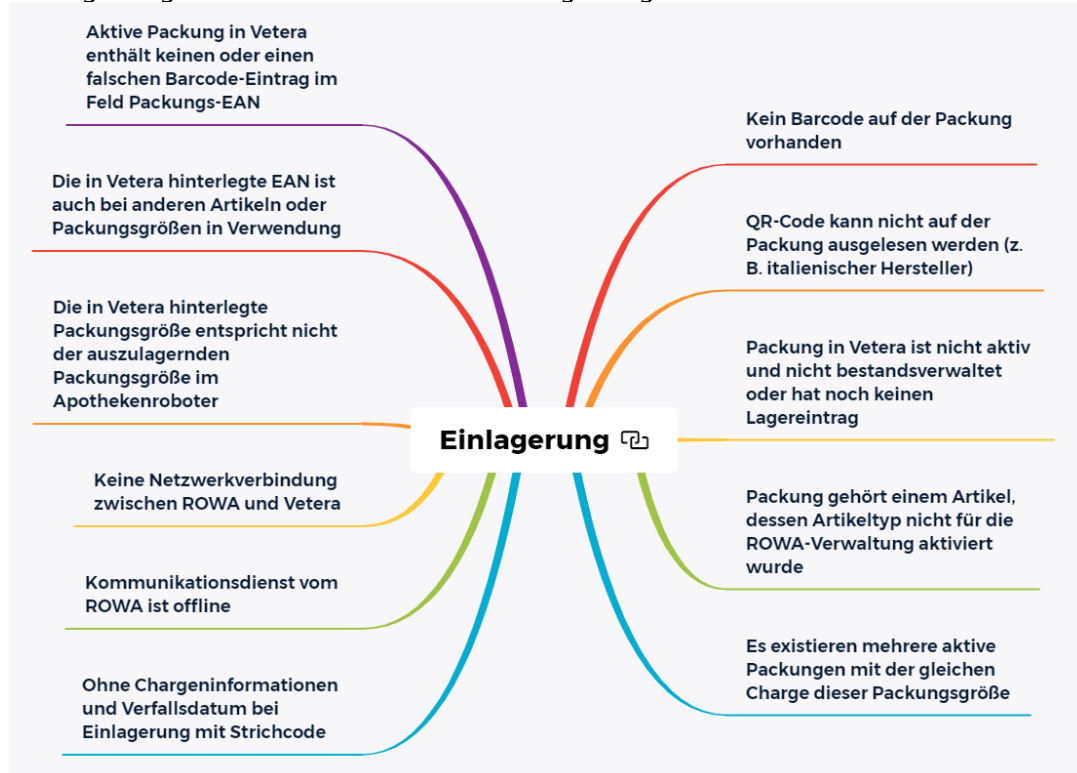 Aktive Packung in Vetera
enthält keinen oder einen
falschen Barcode-Eintrag im
Feld Packungs-EAN
Die in Vetera hinterlegte EAN ist
auch bei anderen Artikeln oder
Packungsgrößen in Verwendung
Die in Vetera hinterlegte
Packungsgröße entspricht nicht
der auszulagernden
Packungsgröße im
Apothekenroboter
Keine Netzwerkverbindung
zwischen ROWA und Vetera
Kommunikationsdienst vom
ROWA ist offline
Ohne Chargeninformationen
und Verfallsdatum bei
Einlagerung mit Strichcode
Einlagerung
Kein Barcode auf der Packung
vorhanden
QR-Code kann nicht auf der
Packung ausgelesen werden (z.
B. italienischer Hersteller)
Packung in Vetera ist nicht aktiv
und nicht bestandsverwaltet
oder hat noch keinen
Lagereintrag
Packung gehört einem Artikel,
dessen Artikeltyp nicht für die
ROWA-Verwaltung aktiviert
wurde
Es existieren mehrere aktive
Packungen mit der gleichen
Charge dieser Packungsgröße